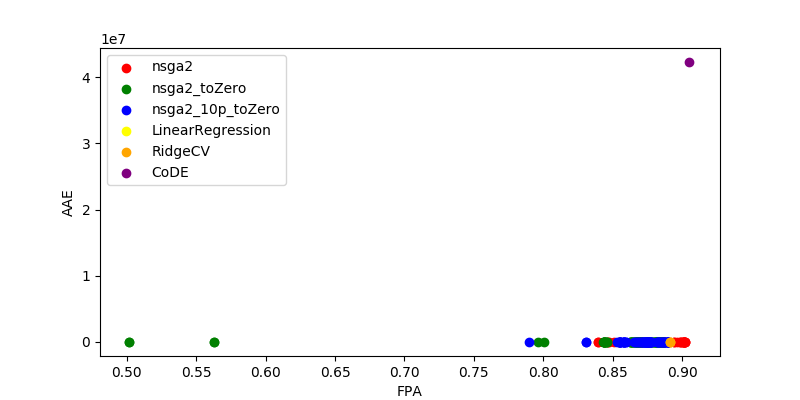 1e7
nsga2
nsga2_toZero
nsga2_10p_toZero
LinearRegression
RidgeCV
CoDE
4
3
2
1
0
AAE
0.50 0.55 0.60 0.65 0.70 0.75 0.80 0.85 0.90
FPA